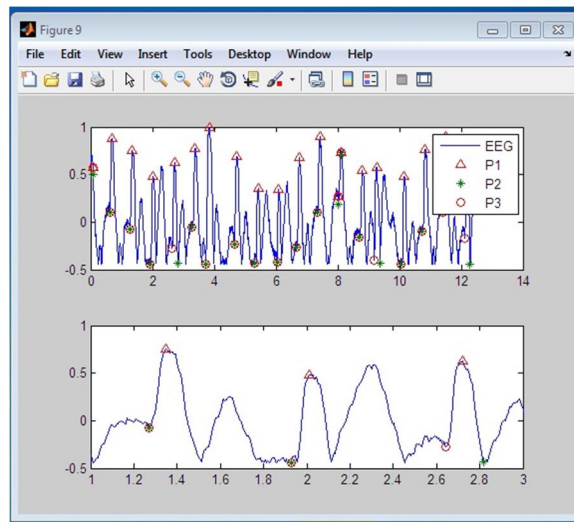 Figure 9
File Edit View Insert Tools Desktop Window Help
1
0.5
0
-0.5
0 2 4 6 8 10 12 14
EEG
P1
P2
P3
1
0.5
0
-0.5
1 1.2 1.4 1.6 1.8 2 2.2 2.4 2.6 2.8 3